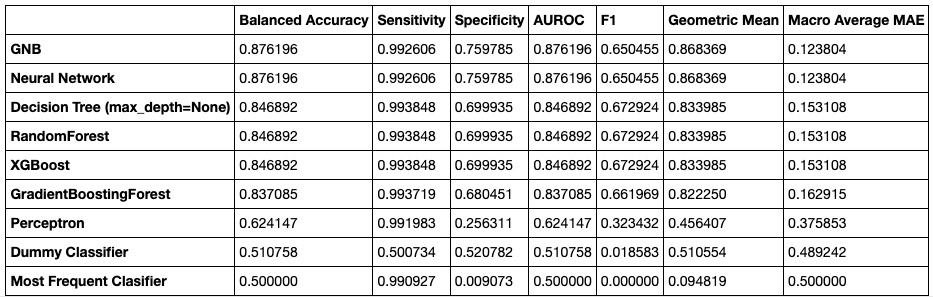 Balanced Accuracy Sensitivity Specificity AUROC F1 Geometric Mean Macro Average MAE
GNB 0.876196 0.992606 0.759785 0.876196 0.650455 0.868369 0.123804
Neural Network 0.876196 0.992606 0.759785 0.876196 0.650455 0.868369 0.123804
Decision Tree (max_depth=None) 0.846892 0.993848 0.699935 0.846892 0.672924 0.833985 0.153108
RandomForest 0.846892 0.993848 0.699935 0.846892 0.672924 0.833985 0.153108
XGBoost 0.846892 0.993848 0.699935 0.846892 0.672924 0.833985 0.153108
GradientBoostingForest 0.837085 0.993719 0.680451 0.837085 0.661969 0.822250 0.162915
Perceptron 0.624147 0.991983 0.256311 0.624147 0.323432 0.456407 0.375853
Dummy Classifier 0.510758 0.500734 0.520782 0.510758 0.018583 0.510554 0.489242
Most Frequent Clasifier 0.500000 0.990927 0.009073 0.500000 0.000000 0.094819 0.500000